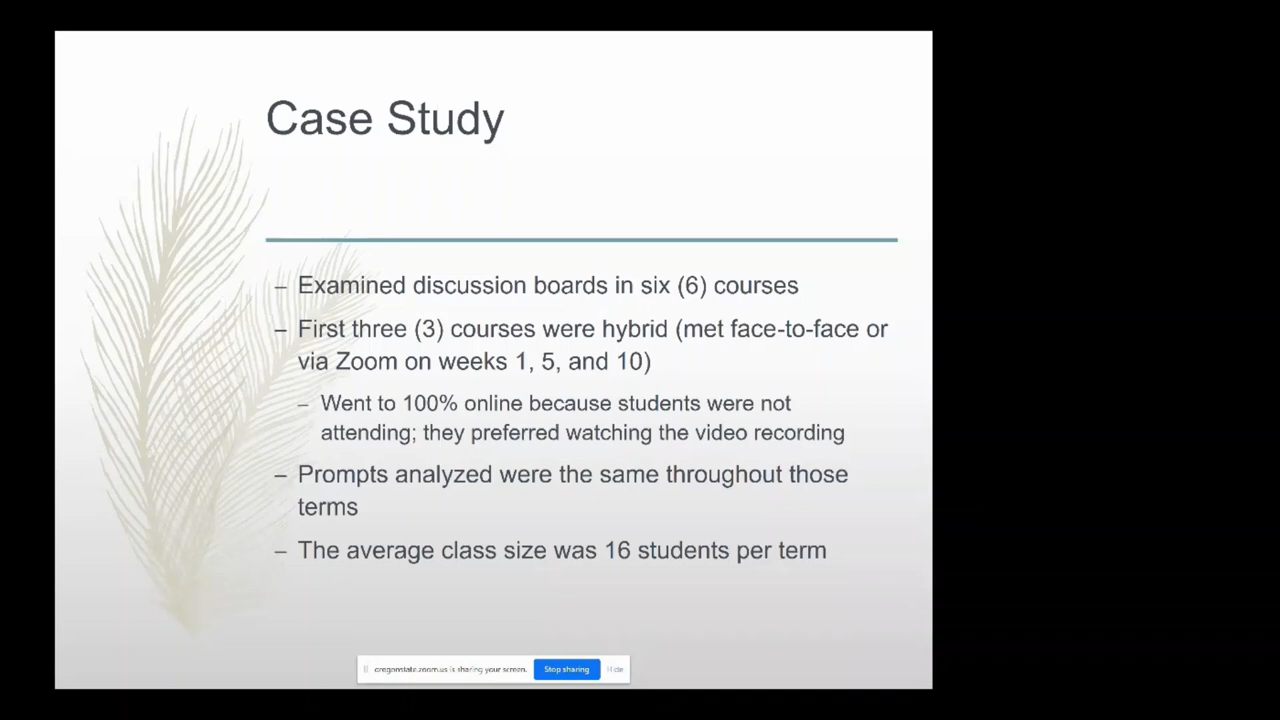 Case Study
– Examined discussion boards in six (6) courses
– First three (3) courses were hybrid (met face-to-face or
via Zoom on weeks 1, 5, and 10)
– Went to 100% online because students were not
attending; they preferred watching the video recording
– Prompts analyzed were the same throughout those
terms
– The average class size was 16 students per term
oregonstate.zoom.us is sharing your screen. Stop sharing Hide